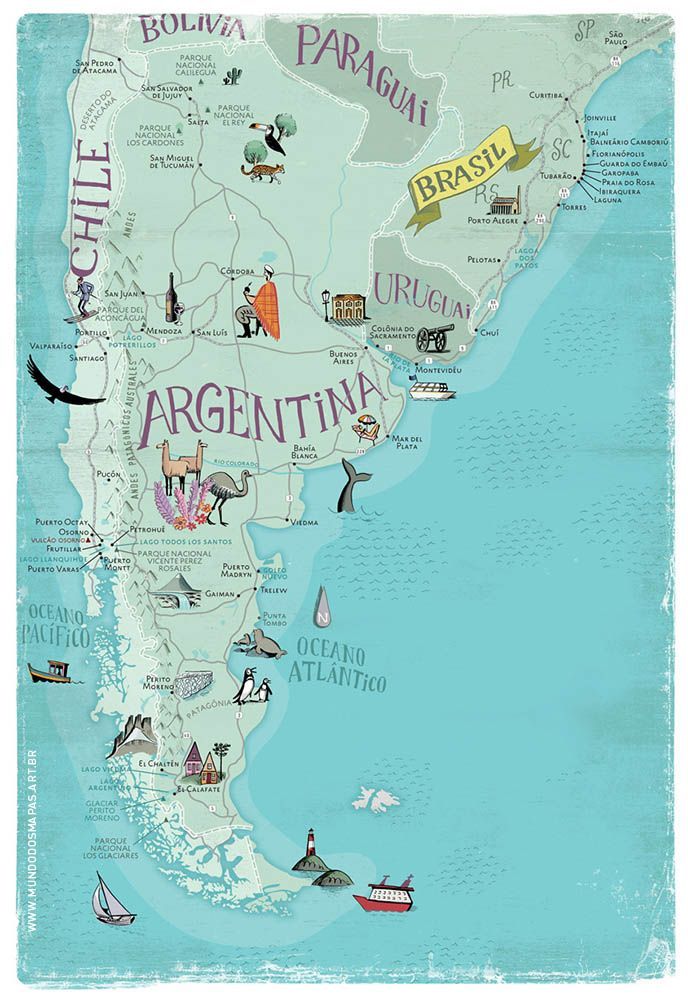 BOLIVIA
PARAGUAI
SP
SÃO
PAULO
SAN PEDRO
DE ATACAMA
PARQUE
NACIONAL
CALILEGUA
PR
CURITIBA
DESERTO DO
ATACAMA
SAN SALVADOR
DE JUJUY
PARQUE
NACIONAL
EL REY
SALTA
PARQUE
NACIONAL
LOS CARDONES
SAN MIGUEL
DE TUCUMÁN
JOINVILLE
ITAJAÍ
BALNEÁRIO CAMBORIÚ
FLORIANÓPOLIS
GUARDA DO EMBAÚ
GAROPABA
PRAIA DO ROSA
IBIRAQUERA
LAGUNA
SC
TUBARÃO
TORRES
BRASIL
RS
PORTO ALEGRE
CHILE
ANDES
PELOTAS
LAGOA
DOS
PATOS
URUGUAI
CÓRDOBA
SAN JUAN
PARQUE DEL
ACONCÁGUA
PORTILLO
LAGO
POTRERILLOS
MENDOZA
SAN LUÍS
VALPARAÍSO
SANTIAGO
COLÔNIA DO
SACRAMENTO
CHUÍ
BUENOS
AIRES
RIO DE
LA PLATA
MONTEVIDÉU
ARGENTINA
ANDES PATAGÓNICOS AUSTRALES
MAR DEL
PLATA
BAHÍA
BLANCA
RIO COLORADO
PUCÓN
VIEDMA
PUERTO OCTAY
OSORNO
VULCÃO OSORNO
FRUTILLAR
LAGO LLANQUIHUE
PUERTO VARAS
PETROHUÉ
LAGO TODOS LOS SANTOS
PUERTO
MONTT
PARQUE NACIONAL
VICENTE PEREZ
ROSALES
PUERTO
MADRYN
GOLFO
NUEVO
GAIMAN
TRELEW
PUNTA
TOMBO
N
OCEANO
PACÍFICO
OCEANO
ATLÂNTICO
PERITO
MORENO
PATAGÔNIA
EL CHALTÉN
LAGO VIEDMA
LAGO
ARGENTINO
EL CALAFATE
GLACIAR
PERITO
MORENO
PARQUE
NACIONAL
LOS GLACIARES
WWW.MUNDODOSMAPAS.ART.BR